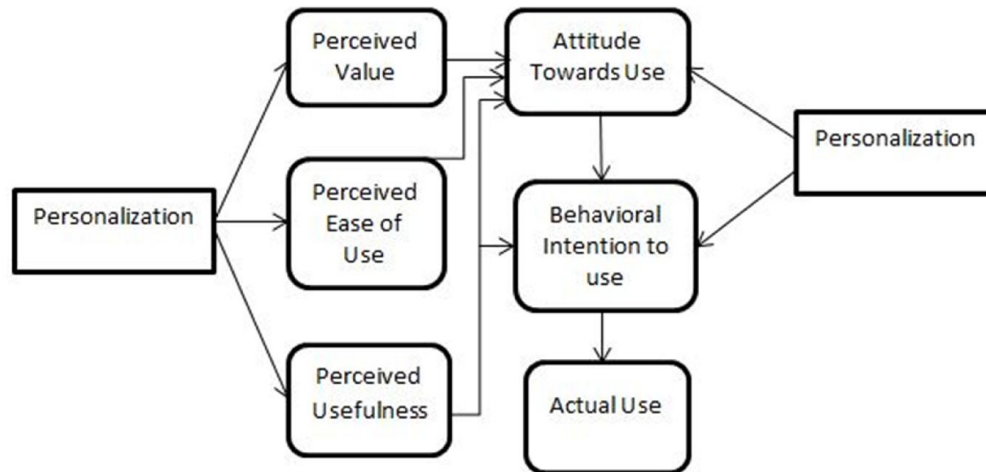 Perceived
Value
Attitude
Towards Use
Personalization
Perceived
Ease of
Use
Personalization
Behavioral
Intention to
use
Perceived
Usefulness
Actual Use